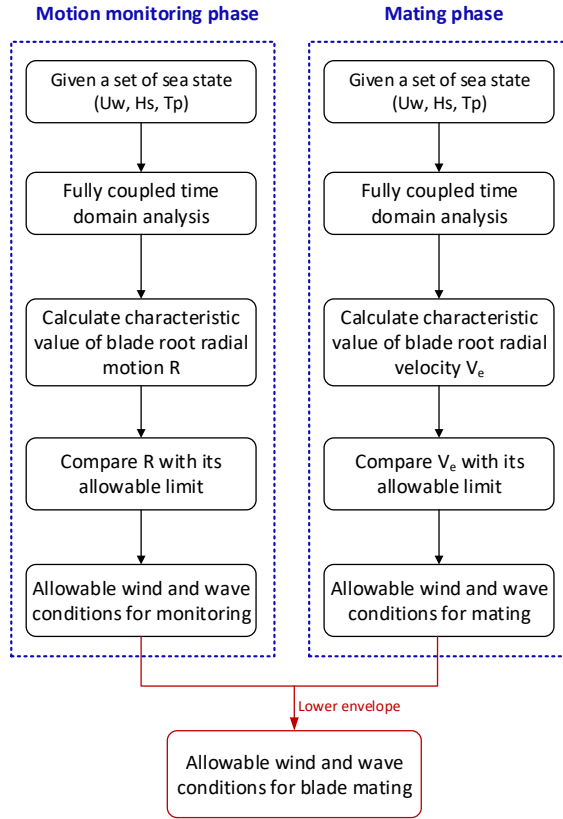 Motion monitoring phase
Given a set of sea state
(Uw, Hs, Tp)
Fully coupled time
domain analysis
Calculate characteristic
value of blade root radial
motion R
Compare R with its
allowable limit
Allowable wind and wave
conditions for monitoring
Mating phase
Given a set of sea state
(Uw, Hs, Tp)
Fully coupled time
domain analysis
Calculate characteristic
value of blade root radial
velocity Vₑ
Compare Vₑ with its
allowable limit
Allowable wind and wave
conditions for mating
Lower envelope
Allowable wind and wave
conditions for blade mating